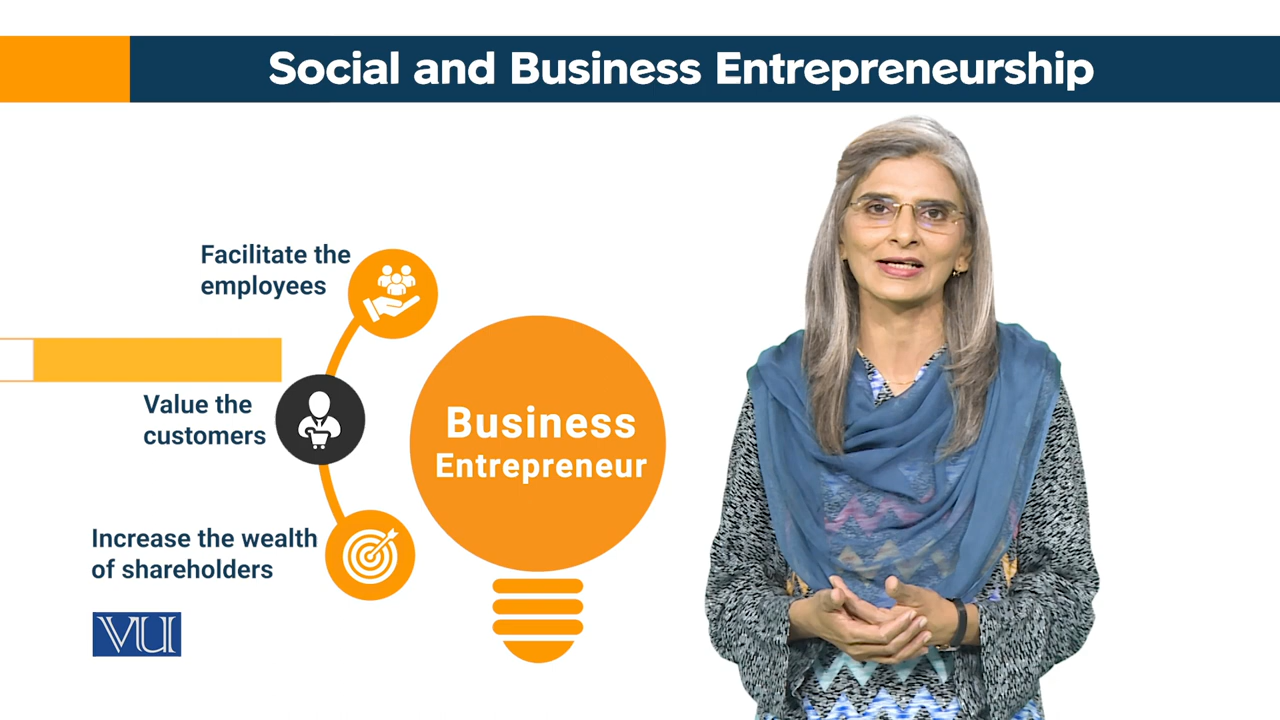 Social and Business Entrepreneurship
Facilitate the
employees
Value the
customers
Increase the wealth
of shareholders
Business
Entrepreneur
VU